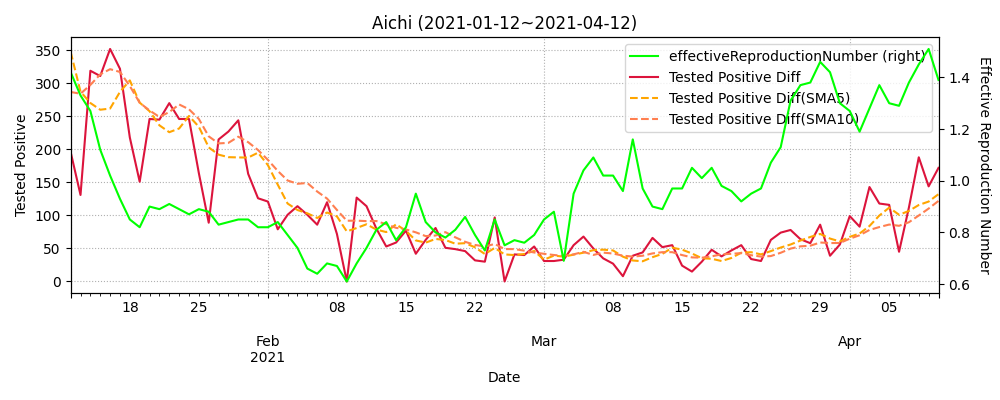 Aichi (2021-01-12~2021-04-12)
effectiveReproductionNumber (right)
Tested Positive Diff
Tested Positive Diff(SMA5)
Tested Positive Diff(SMA10)
Tested Positive
350
300
250
200
150
100
50
0
Effective Reproduction Number
1.4
1.2
1.0
0.8
0.6
18 25 08 15 22 08 15 22 29 05
Feb Mar Apr
2021
Date